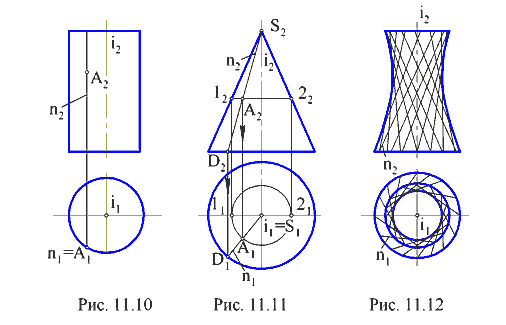 i₂
A₂
n₂
i₁
n₁=A₁
S₂
n₂
i₂
1₂
2₂
A₂
D₂
1₁
2₁
i₁=S₁
A₁
D₁
n₁
i₂
n₂
i₁
n₁
Рис. 11.10
Рис. 11.11
Рис. 11.12